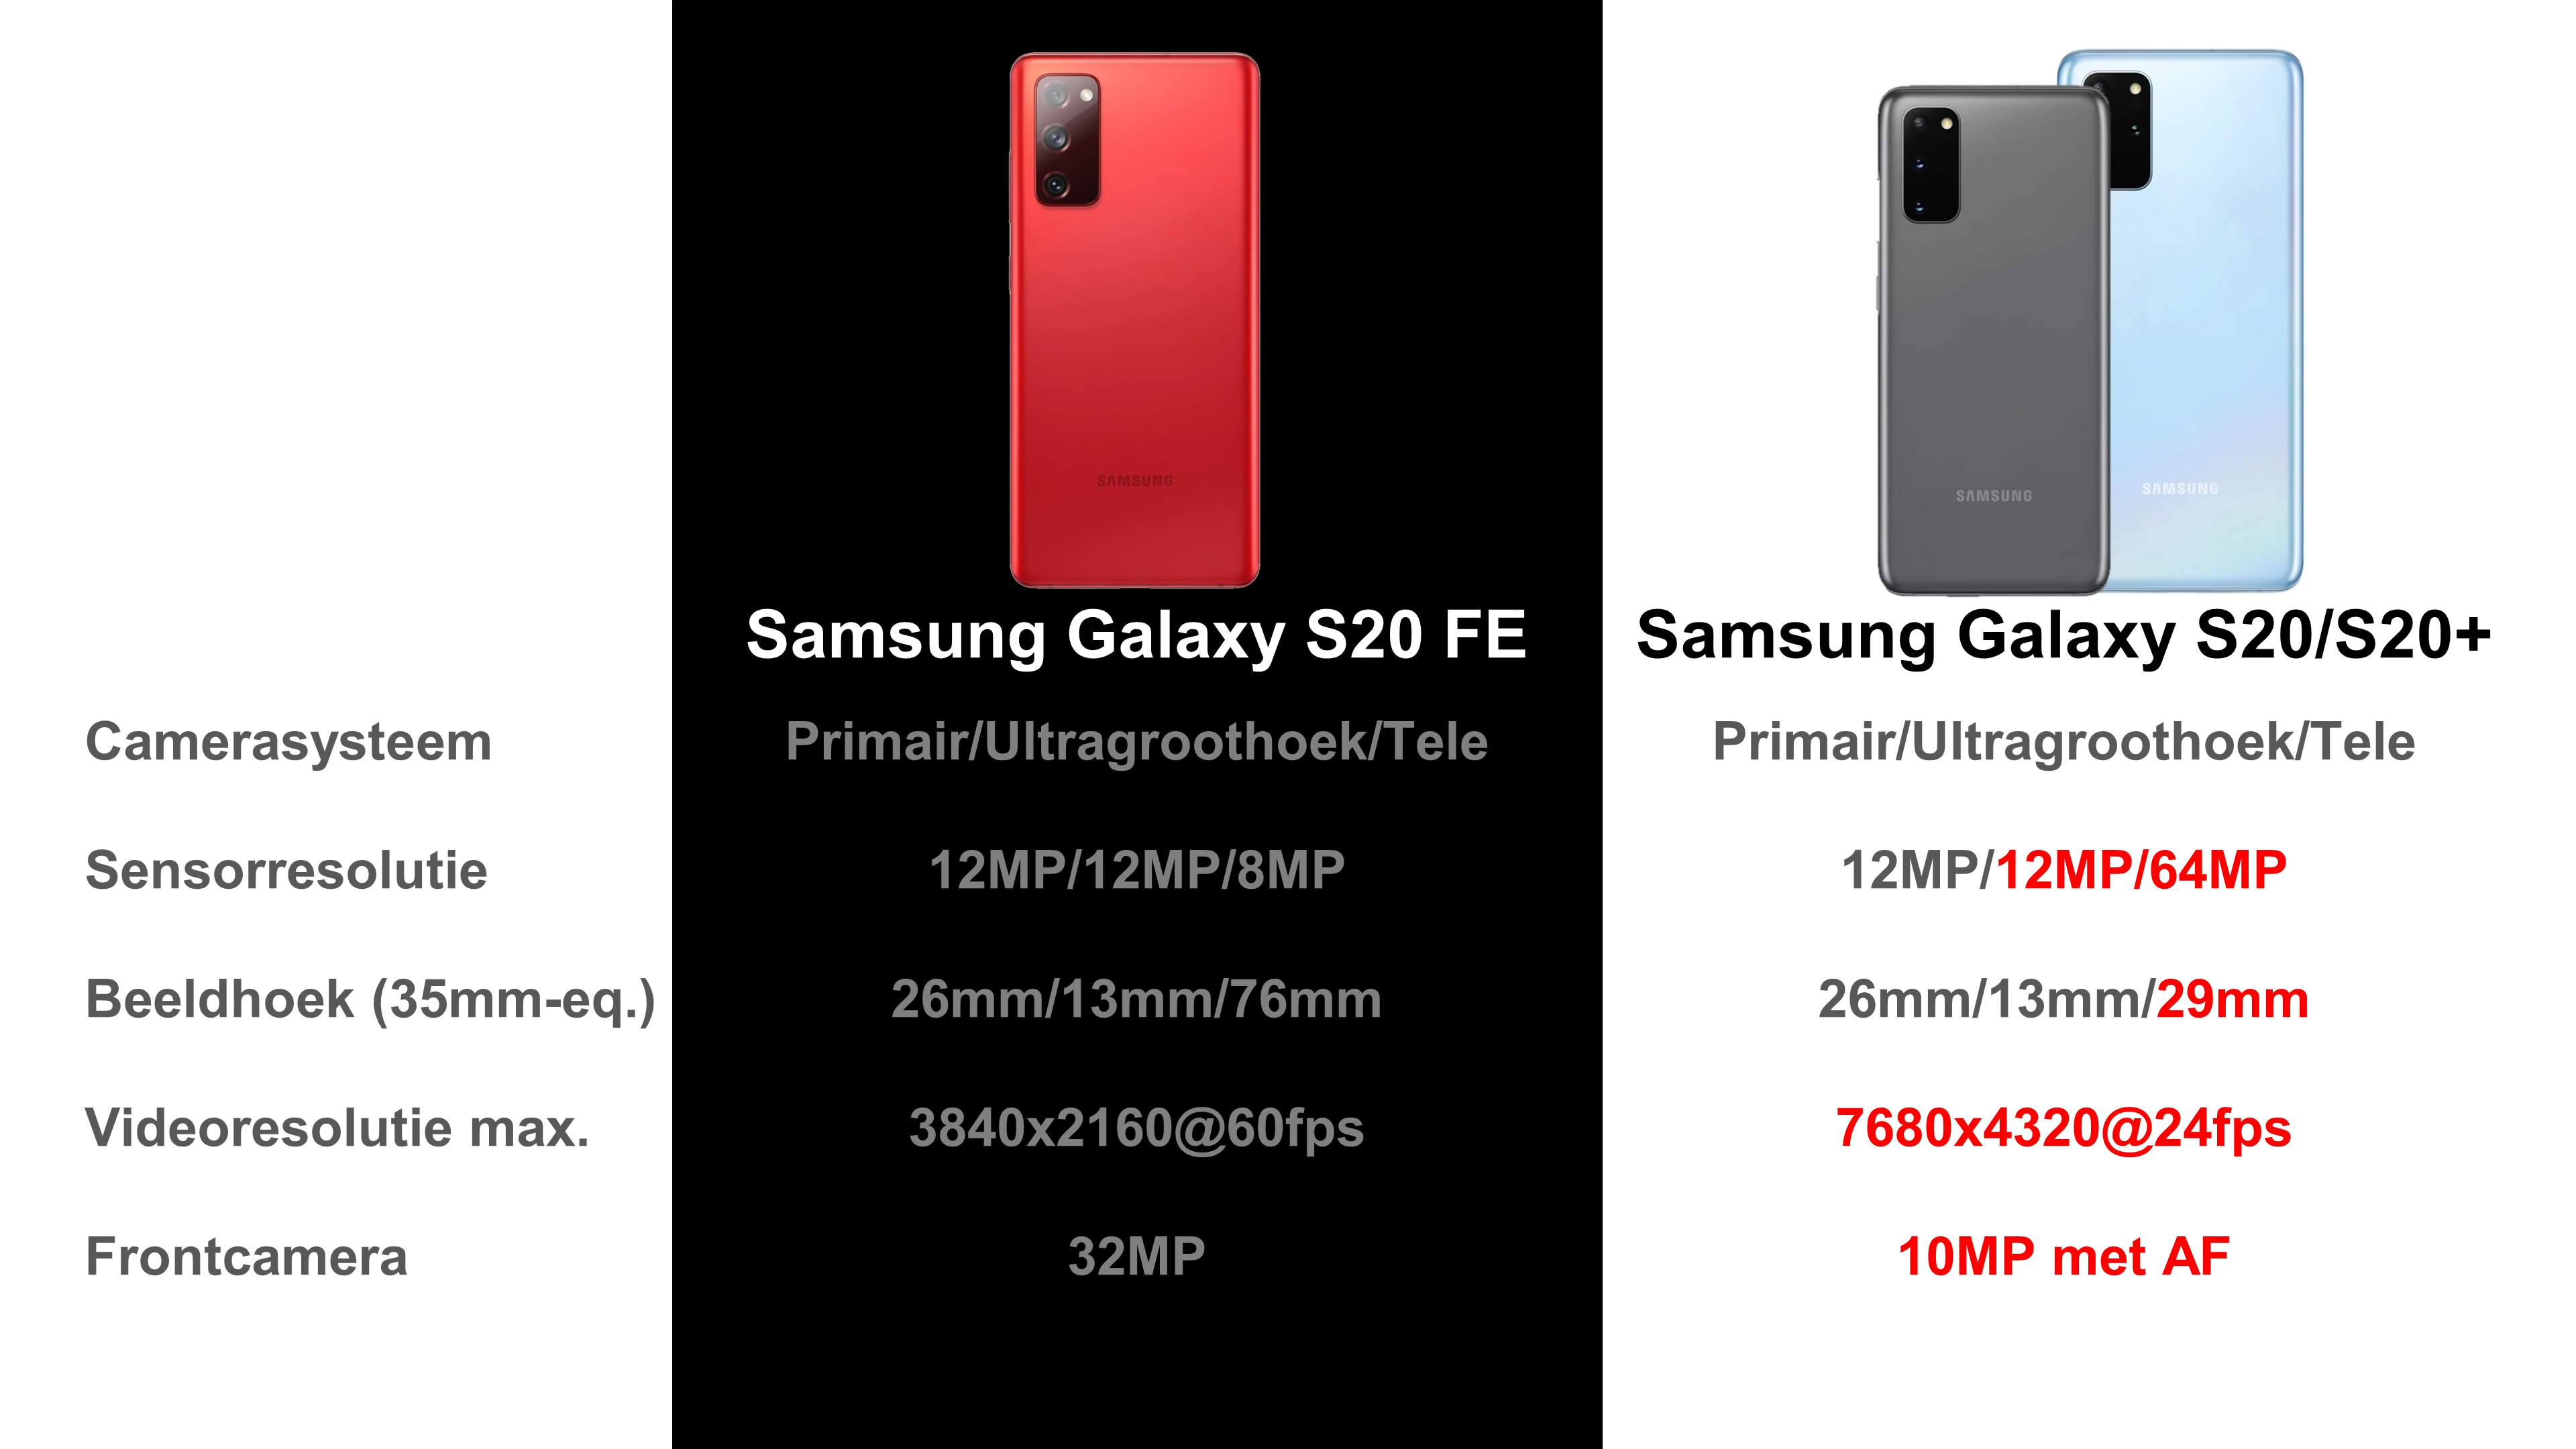 SAMSUNG
SAMSUNG
SAMSUNG
Samsung Galaxy S20 FE
Samsung Galaxy S20/S20+
Camerasysteem
Primair/Ultragroothoek/Tele
Primair/Ultragroothoek/Tele
Sensorresolutie
12MP/12MP/8MP
12MP/12MP/64MP
Beeldhoek (35mm-eq.)
26mm/13mm/76mm
26mm/13mm/29mm
Videoresolutie max.
3840x2160@60fps
7680x4320@24fps
Frontcamera
32MP
10MP met AF